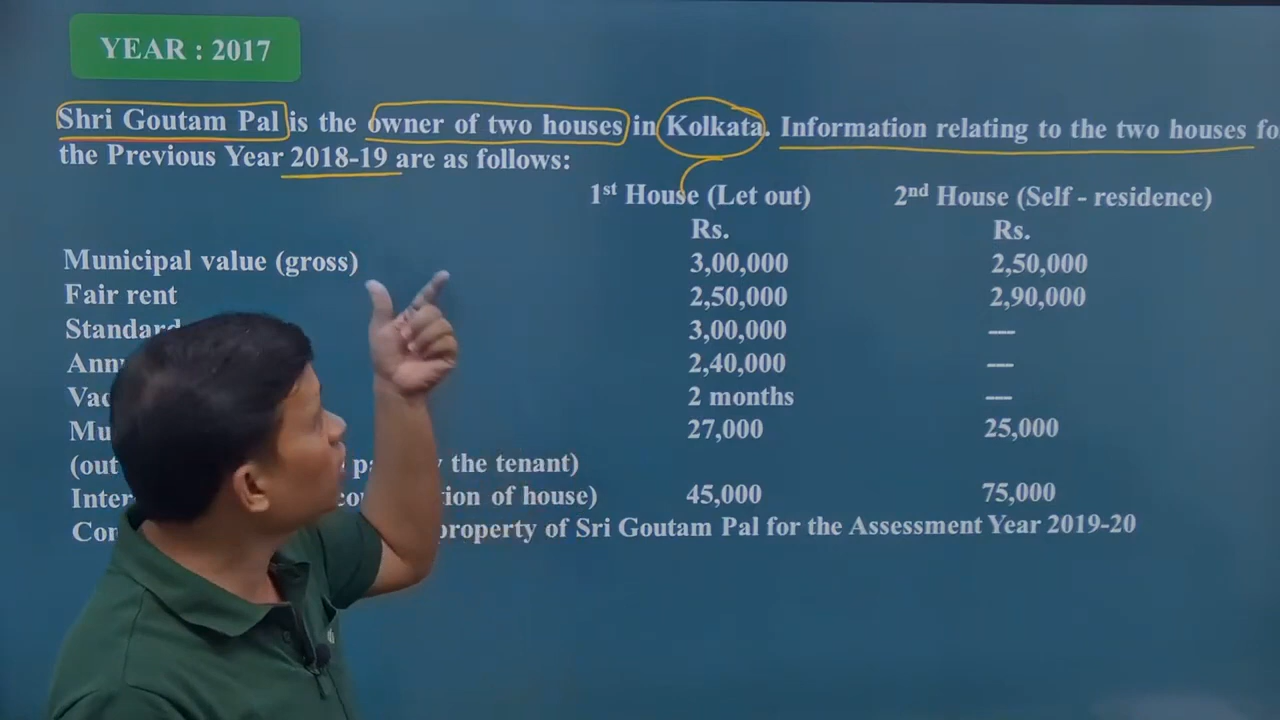 YEAR : 2017
Shri Goutam Pal is the owner of two houses in Kolkata. Information relating to the two houses fo
the Previous Year 2018-19 are as follows:
1st House (Let out) 2nd House (Self - residence)
Rs. Rs.
Municipal value (gross) 3,00,000 2,50,000
Fair rent 2,50,000 2,90,000
Standard 3,00,000 —
2,40,000 —
2 months —
27,000 25,000
(out the tenant)
of house) 45,000 75,000
property of Sri Goutam Pal for the Assessment Year 2019-20